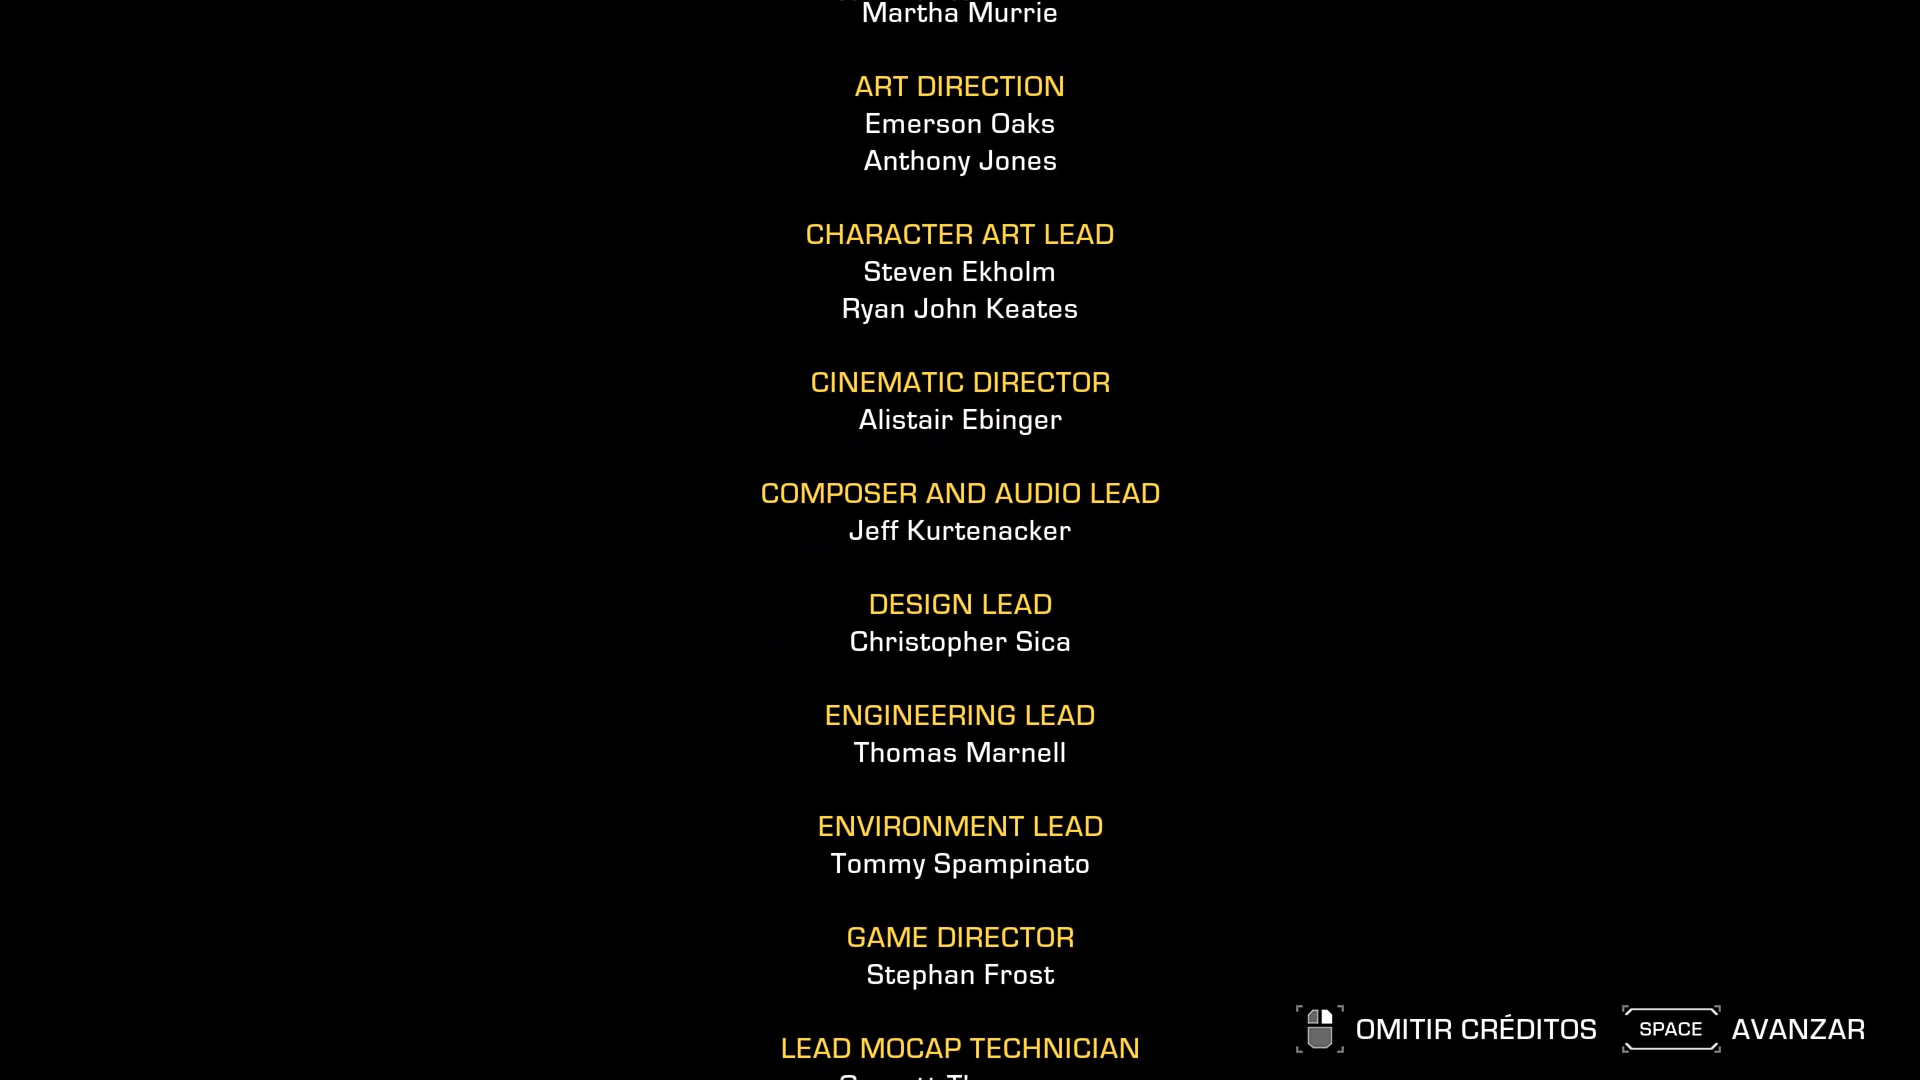 Martha Murrie
ART DIRECTION
Emerson Oaks
Anthony Jones
CHARACTER ART LEAD
Steven Ekholm
Ryan John Keates
CINEMATIC DIRECTOR
Alistair Ebinger
COMPOSER AND AUDIO LEAD
Jeff Kurtenacker
DESIGN LEAD
Christopher Sica
ENGINEERING LEAD
Thomas Marnell
ENVIRONMENT LEAD
Tommy Spampinato
GAME DIRECTOR
Stephan Frost
LEAD MOCAP TECHNICIAN
OMITIR CRÉDITOS
SPACE AVANZAR